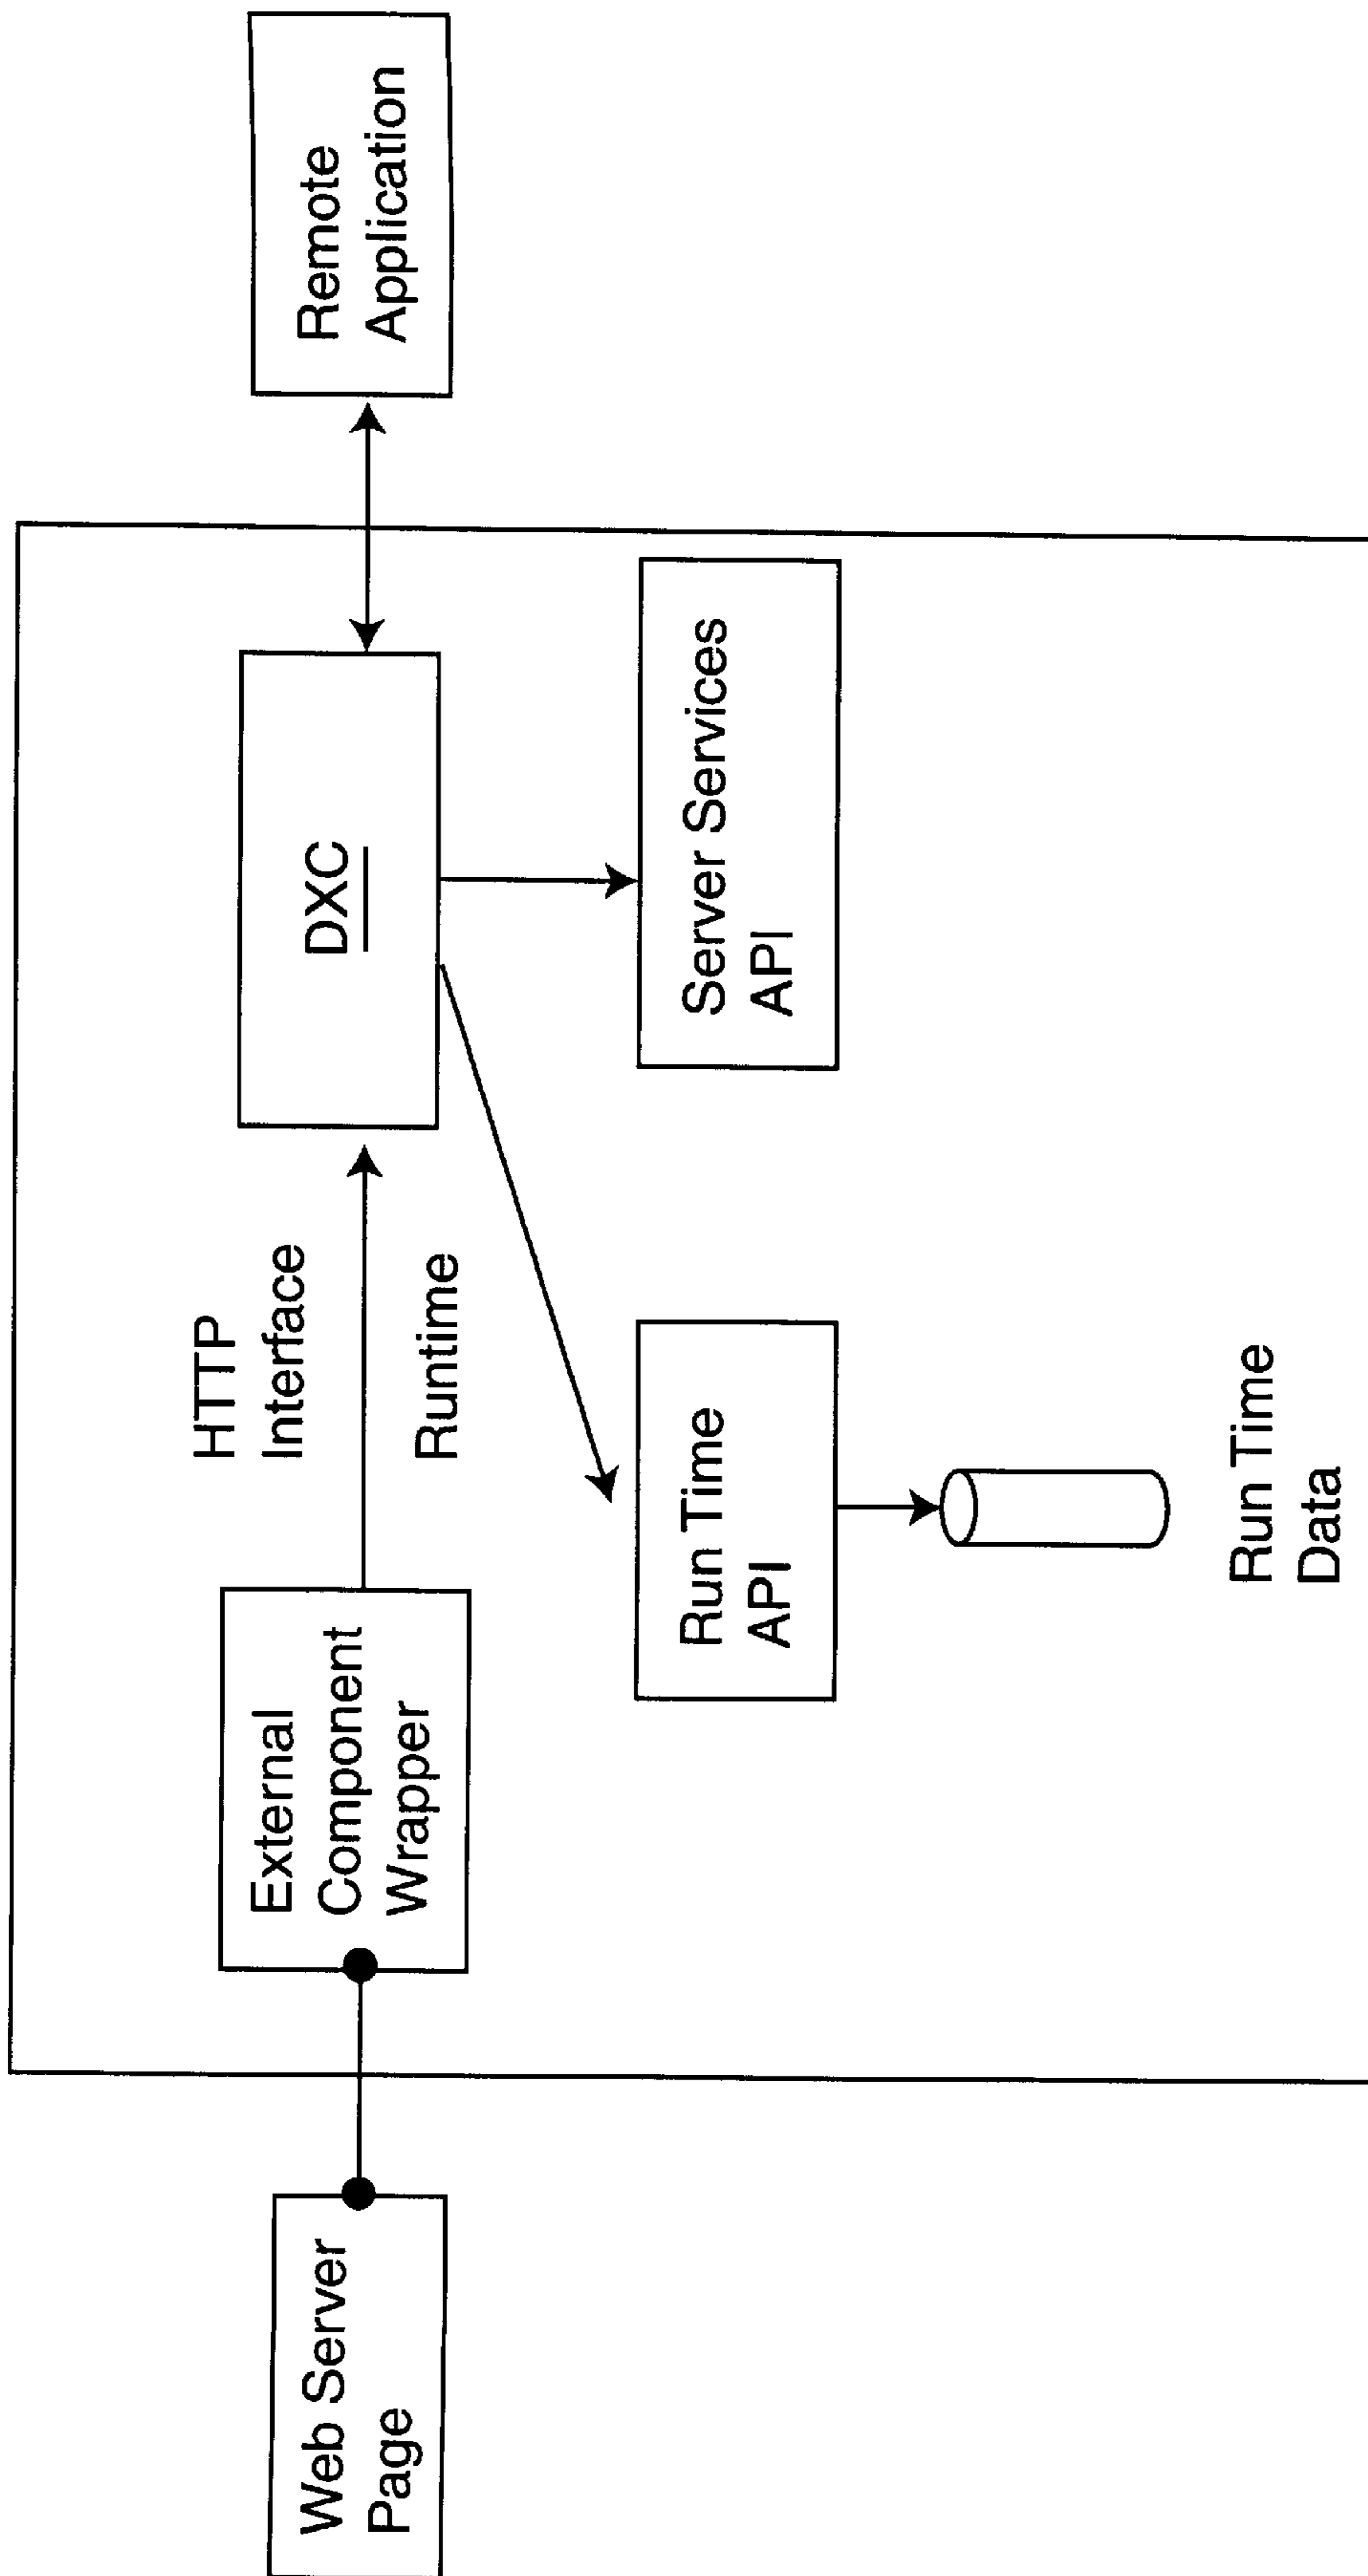 Web Server
Page
External
Component
Wrapper
HTTP
Interface
Runtime
DXC
Remote
Application
Run Time
API
Server Services
API
Run Time
Data